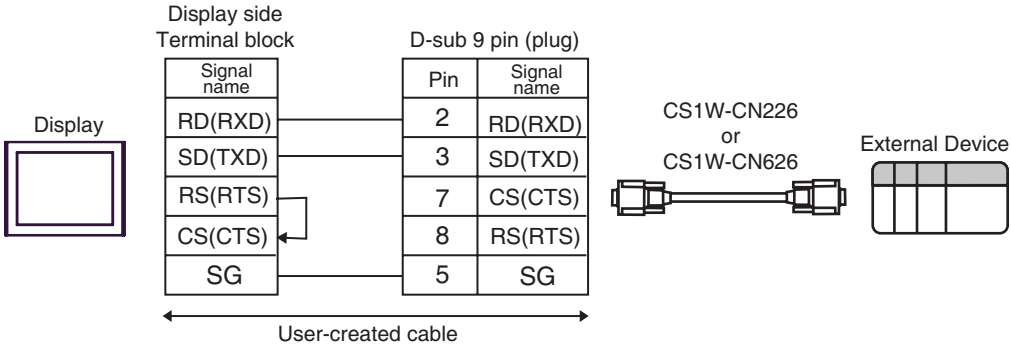 Display side
Terminal block
D-sub 9 pin (plug)
Signal
name
Pin
Signal
name
RD(RXD)
2
RD(RXD)
SD(TXD)
3
SD(TXD)
RS(RTS)
7
CS(CTS)
CS(CTS)
8
RS(RTS)
SG
5
SG
User-created cable
Display
CS1W-CN226
or
CS1W-CN626
External Device